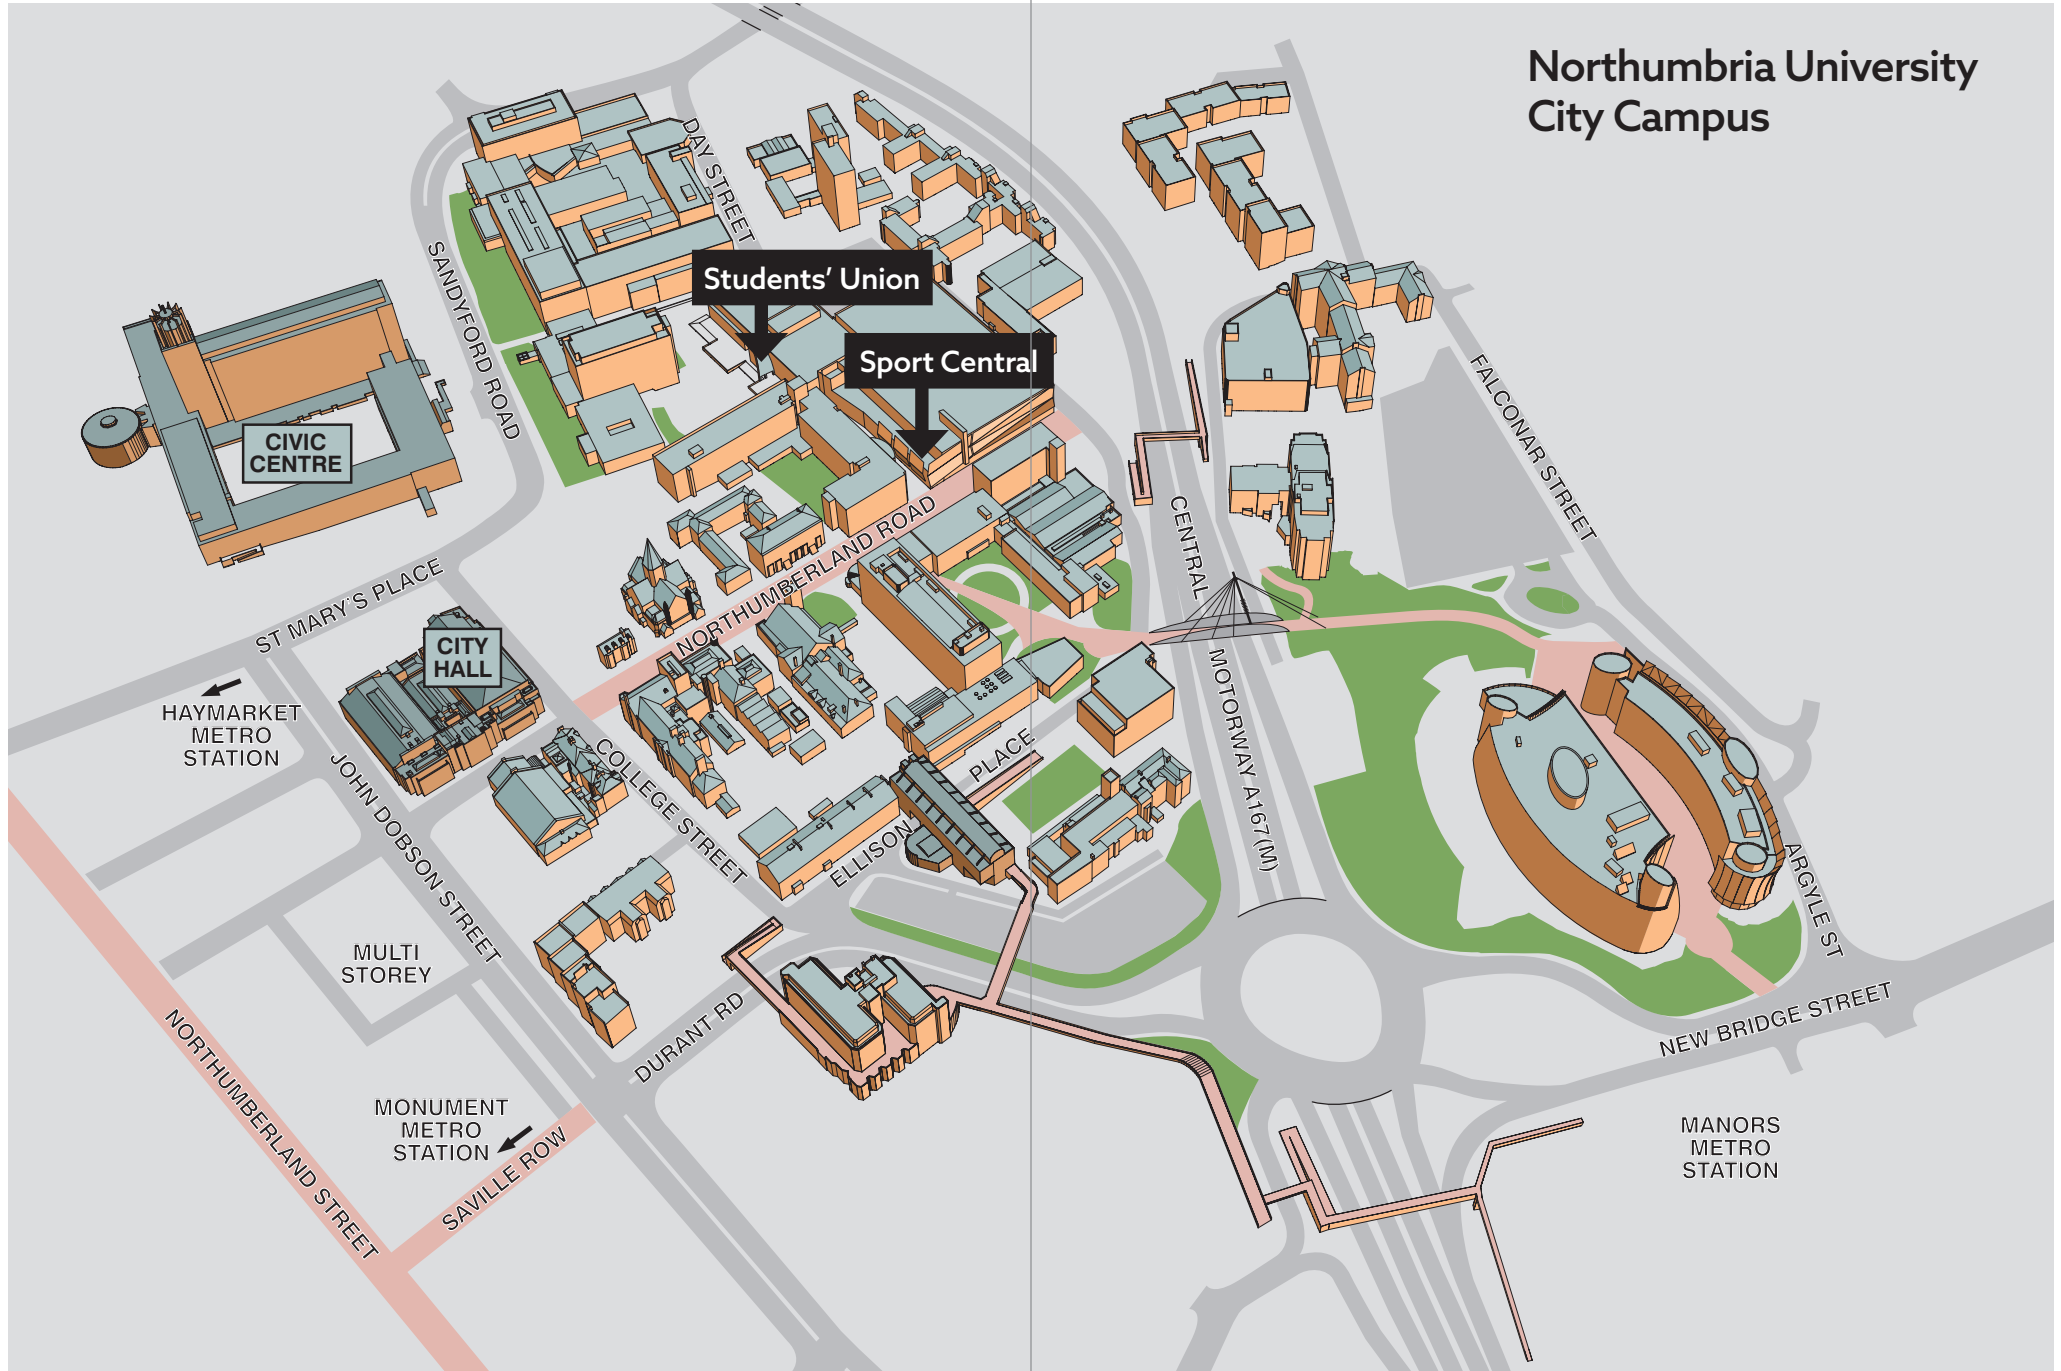 Northumbria University
City Campus
DAY STREET
SANDYFORD ROAD
Students’ Union
Sport Central
CIVIC
CENTRE
FALCONAR STREET
NORTHUMBERLAND ROAD
CENTRAL
MOTORWAY A167(M)
ST MARY’S PLACE
CITY
HALL
HAYMARKET
METRO
STATION
JOHN DOBSON STREET
COLLEGE STREET
ELLISON
PLACE
ARGYLE ST
MULTI
STOREY
DURANT RD
NEW BRIDGE STREET
NORTHUMBERLAND STREET
MONUMENT
METRO
STATION
SAVILLE ROW
MANORS
METRO
STATION